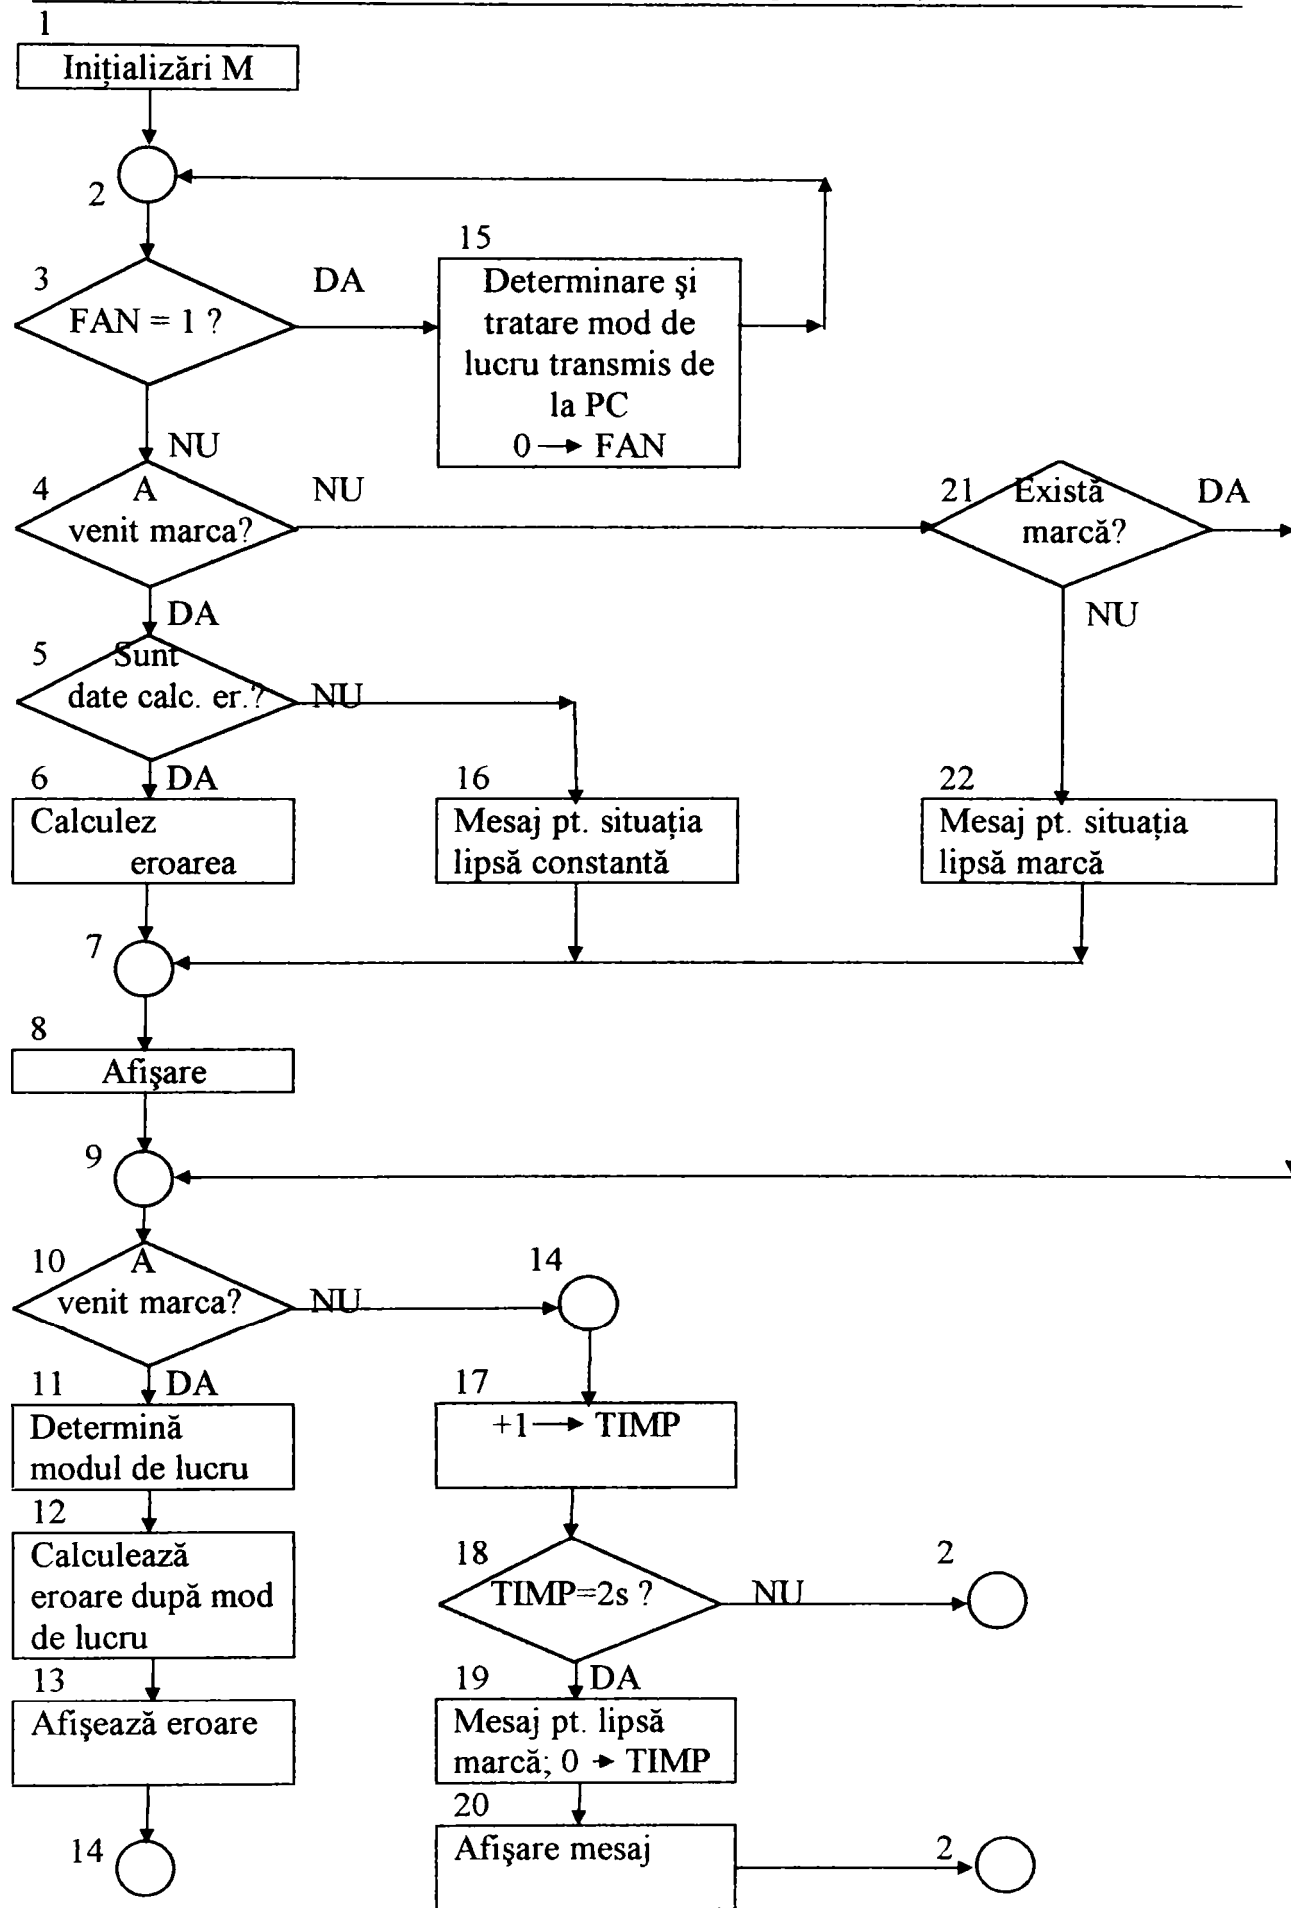 1
Iniţializări M
2
3
FAN = 1 ?
DA
15
Determinare şi
tratare mod de
lucru transmis de
la PC
0 → FAN
NU
4
A
venit marca?
NU
21
Există
marcă?
DA
DA
NU
5
Sunt
date calc. er.?
NU
DA
6
Calculez
eroarea
16
Mesaj pt. situaţia
lipsă constantă
22
Mesaj pt. situaţia
lipsă marcă
7
8
Afişare
9
10
A
venit marca?
NU
14
DA
11
Determină
modul de lucru
17
+1 → TIMP
12
Calculează
eroare după mod
de lucru
18
TIMP=2s ?
NU
2
DA
13
Afişează eroare
19
Mesaj pt. lipsă
marcă; 0 → TIMP
20
Afişare mesaj
2
14